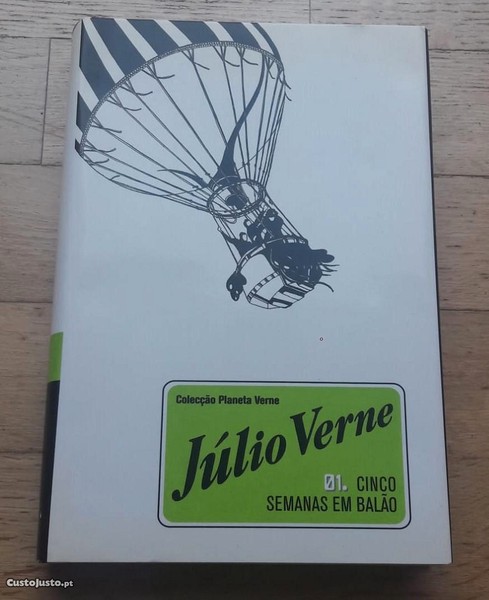 Colecção Planeta Verne
Júlio Verne
01. CINCO
SEMANAS EM BALÃO
CustoJusto.pt